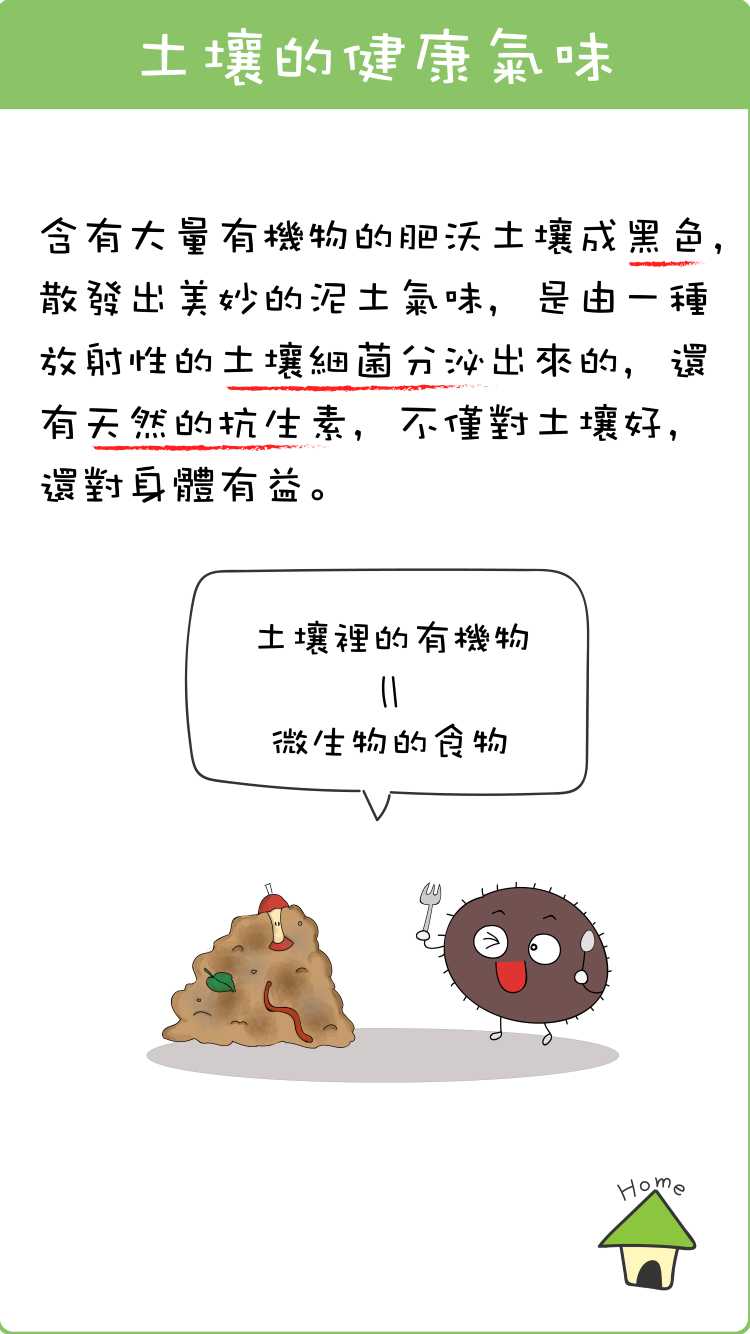 土壤的健康氣味
含有大量有機物的肥沃土壤成黑色，
散發出美妙的泥土氣味，是由一種
放射性的土壤細菌分泌出來的，還
有天然的抗生素，不僅對土壤好，
還對身體有益。
土壤裡的有機物
=
微生物的食物
Home